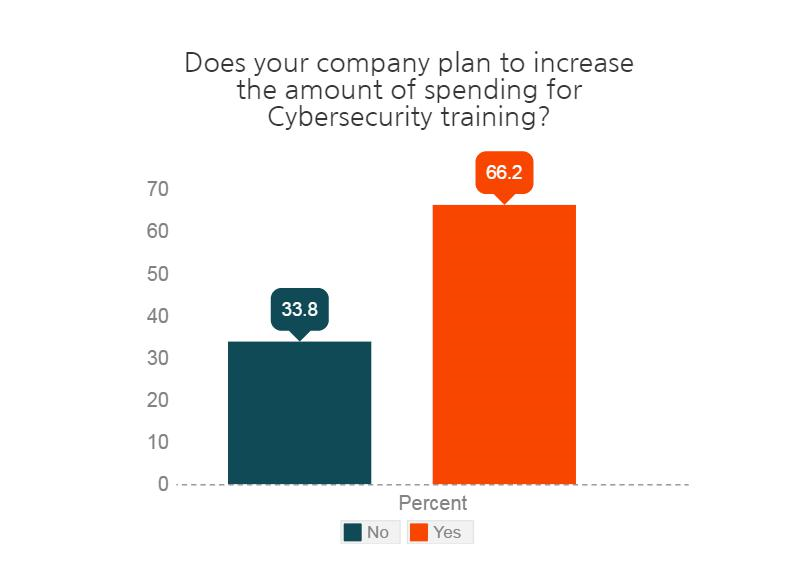 Does your company plan to increase
the amount of spending for
Cybersecurity training?
66.2
70
60
50
33.8
40
30
20
10
0
Percent
No
Yes